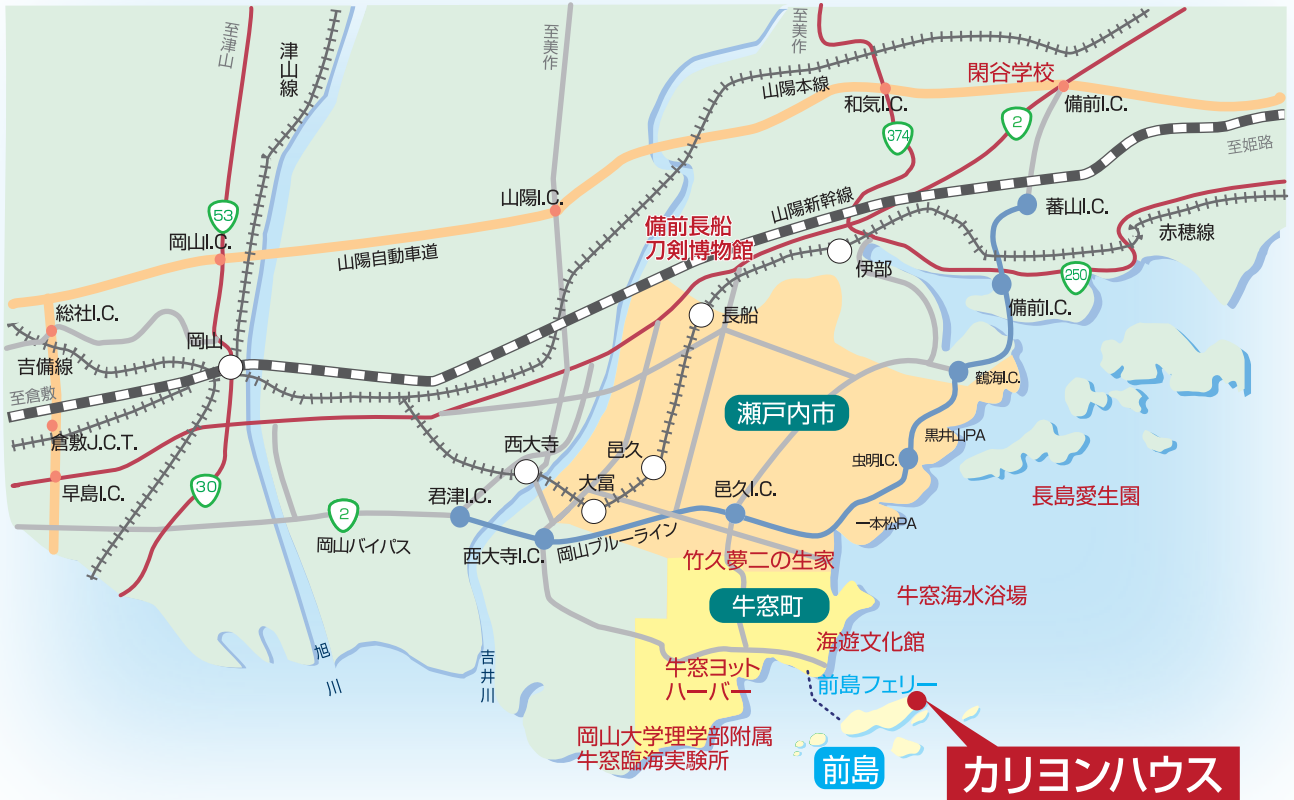 至津山
津山線
至美作
至美作
山陽本線
和気I.C.
閑谷学校
備前I.C.
374
2
至姫路
53
岡山I.C.
山陽I.C.
山陽自動車道
備前長船
刀剣博物館
山陽新幹線
蕃山I.C.
赤穂線
伊部
250
備前I.C.
総社I.C.
吉備線
岡山
長船
至倉敷
鶴海I.C.
瀬戸内市
倉敷J.C.T.
早島I.C.
30
西大寺
邑久
大富
黒井山PA
虫明I.C.
長島愛生園
君津I.C.
邑久I.C.
2
岡山バイパス
一本松PA
西大寺I.C.
岡山ブルーライン
竹久夢二の生家
牛窓町
牛窓海水浴場
海遊文化館
旭川
吉井川
牛窓ヨット
ハーバー
前島フェリー
岡山大学理学部附属
牛窓臨海実験所
前島
カリヨンハウス